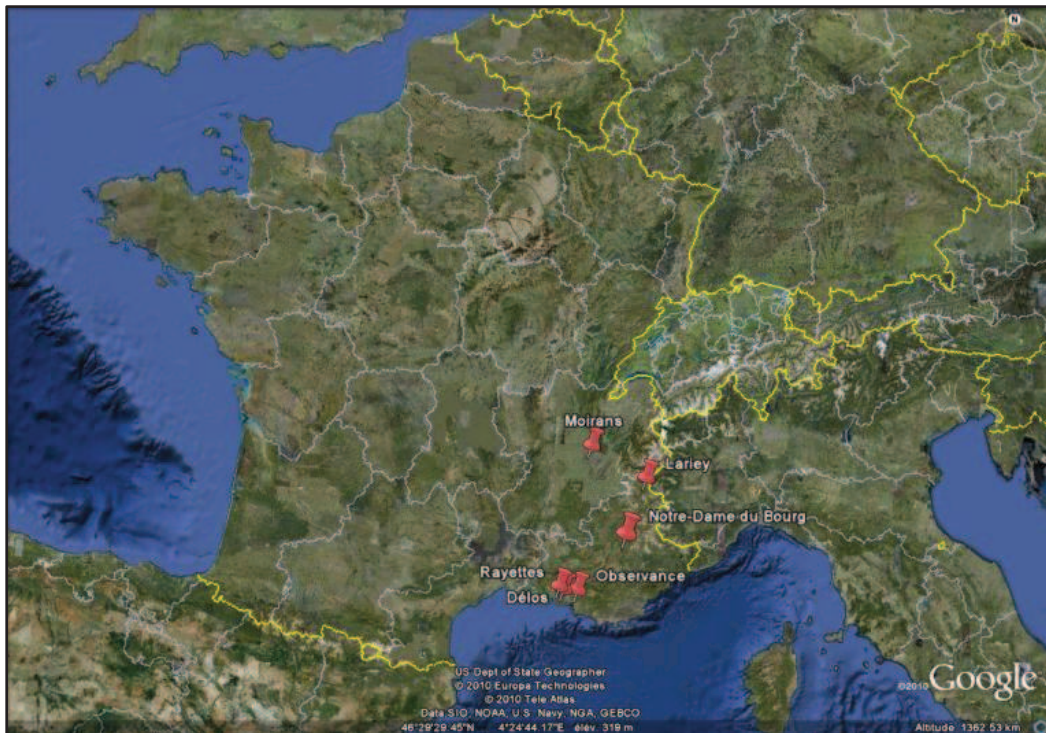 N
Moirans
Larley
Notre-Dame du Bourg
Rayettes
Observance
Délos
US Dept of State Geographer
© 2010 Europa Technologies
© 2010 Tele Atlas
Data SIO, NOAA, U.S. Navy, NGA, GEBCO
©2010 Google
46°29'29.45"N 4°24'44.17"E élév. 319 m Altitude 1362.53 km